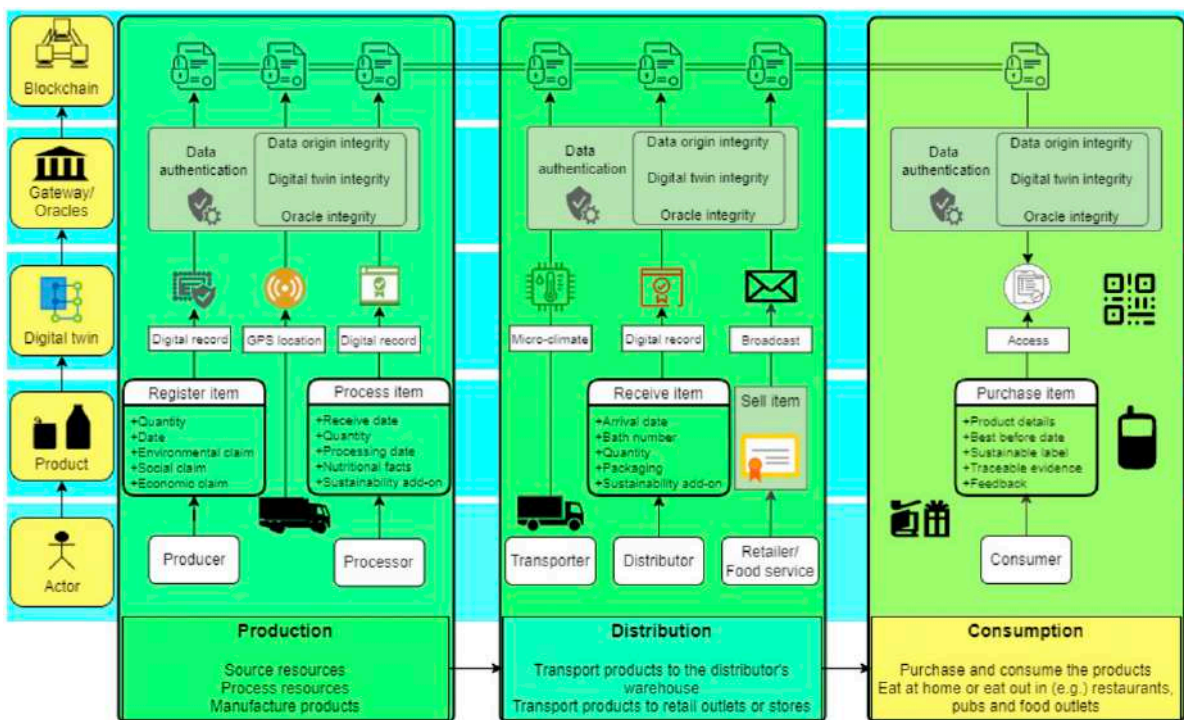 Blockchain
Gateway/
Oracles
Digital twin
Product
Actor
Data
authentication
Data origin integrity
Digital twin integrity
Oracle integrity
Digital record
GPS location
Digital record
Register item
+Quantity
+Date
+Environmental claim
+Social claim
+Economic claim
Process item
+Receive date
+Quantity
+Processing date
+Nutritional facts
+Sustainability add-on
Producer
Processor
Production
Source resources
Process resources
Manufacture products
Data
authentication
Data origin integrity
Digital twin integrity
Oracle integrity
Micro-climate
Digital record
Broadcast
Receive item
+Arrival date
+Bath number
+Quantity
+Packaging
+Sustainability add-on
Sell item
Transporter
Distributor
Retailer/
Food service
Distribution
Transport products to the distributor's
warehouse
Transport products to retail outlets or stores
Data
authentication
Data origin integrity
Digital twin integrity
Oracle integrity
Access
Purchase item
+Product details
+Best before date
+Sustainable label
+Traceable evidence
+Feedback
Consumer
Consumption
Purchase and consume the products
Eat at home or eat out in (e.g.) restaurants,
pubs and food outlets